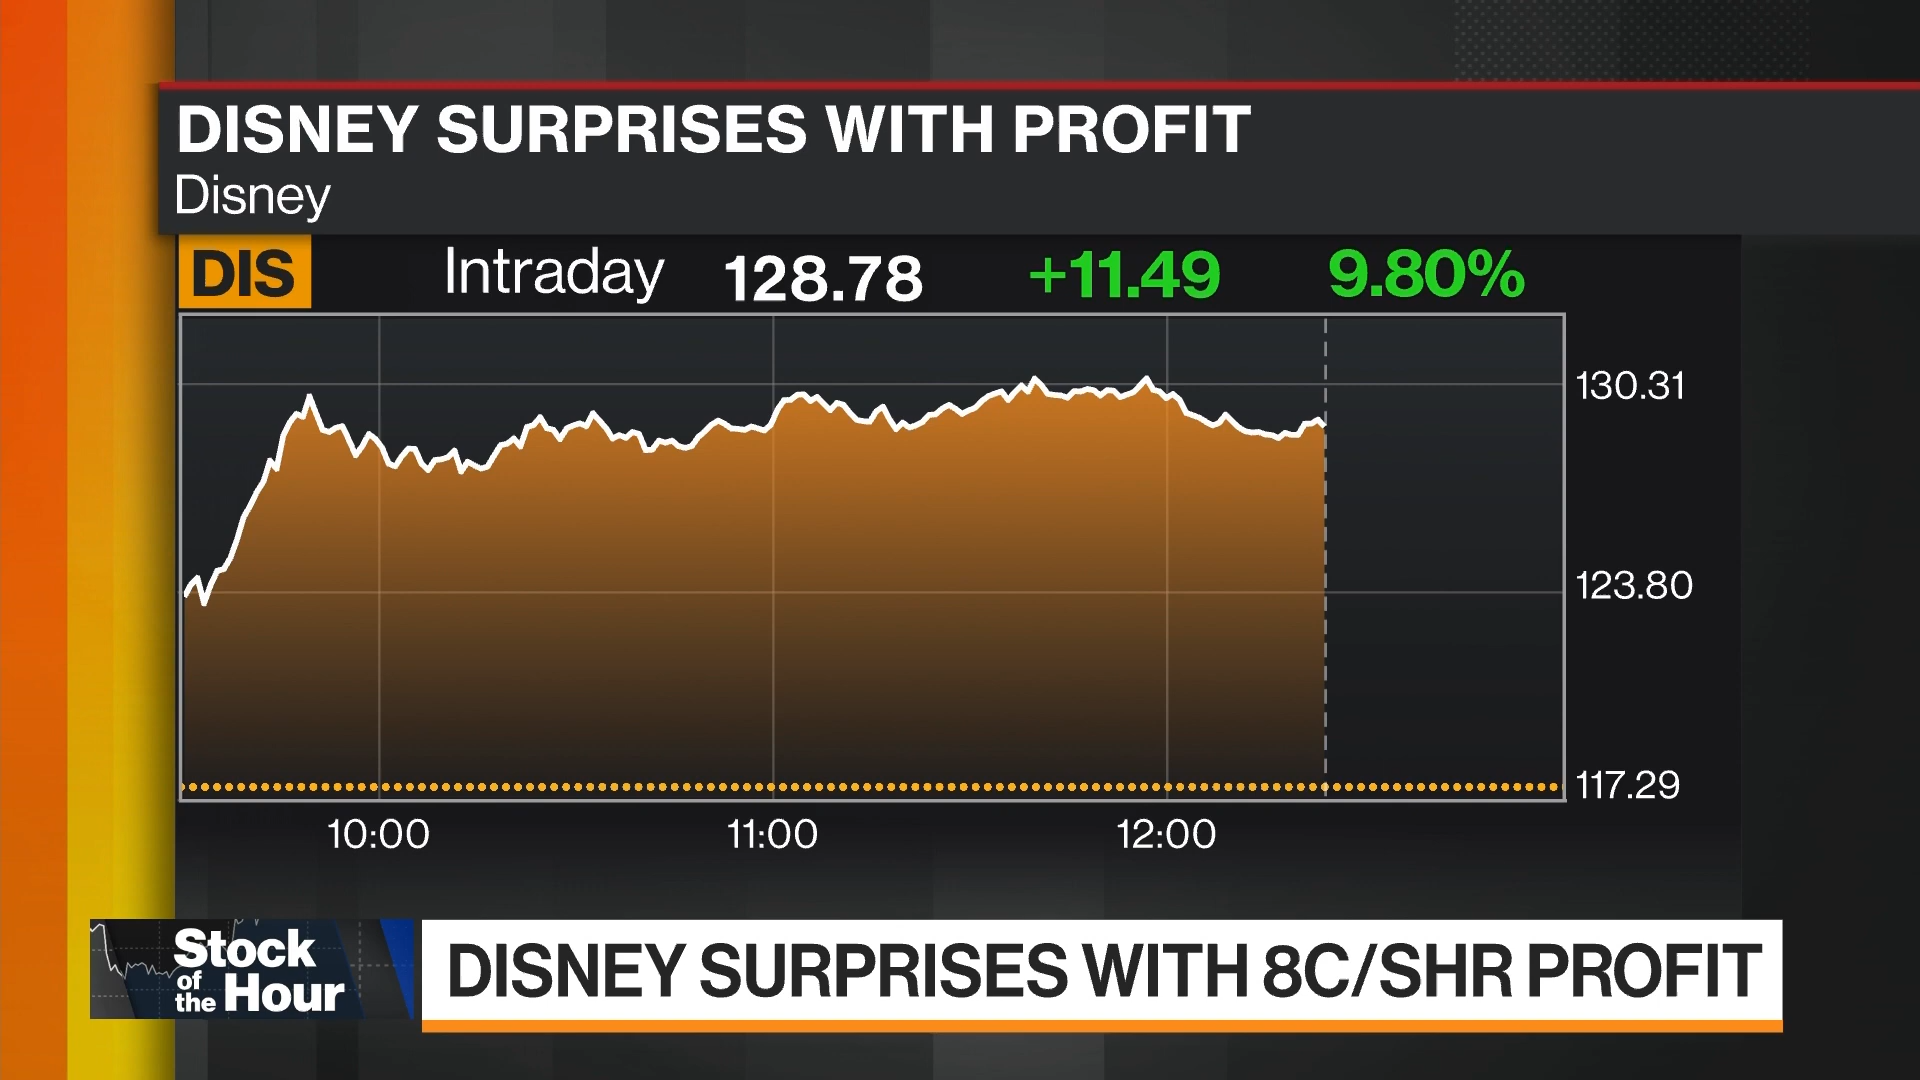 DISNEY SURPRISES WITH PROFIT
Disney
DIS Intraday 128.78 +11.49 9.80%
130.31
123.80
117.29
10:00 11:00 12:00
Stock
of
the Hour
DISNEY SURPRISES WITH 8C/SHR PROFIT